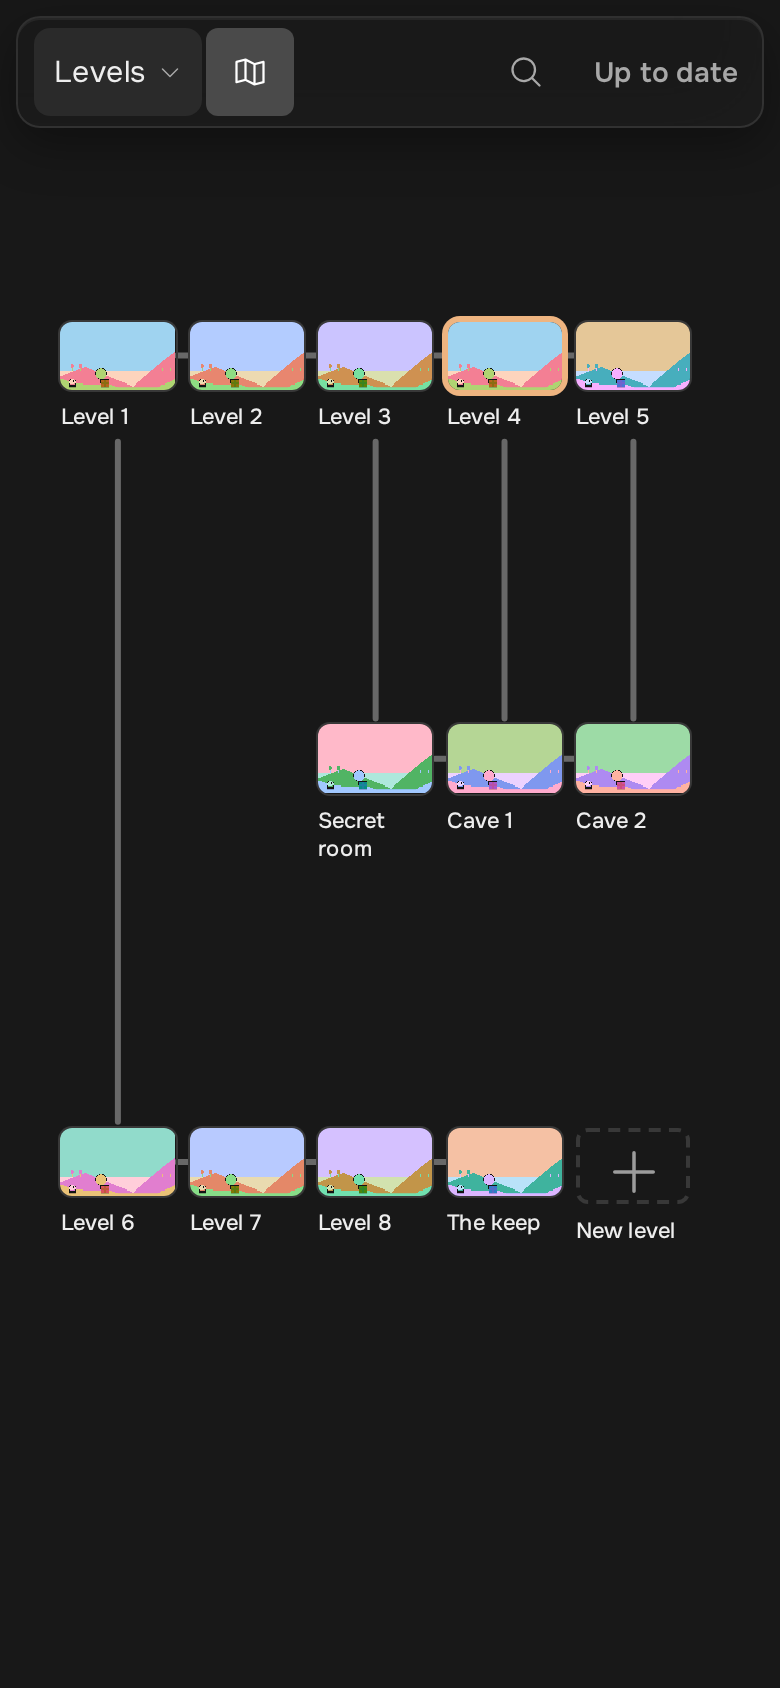 Levels
Up to date
Level 1
Level 2
Level 3
Level 4
Level 5
Secret
room
Cave 1
Cave 2
Level 6
Level 7
Level 8
The keep
New level